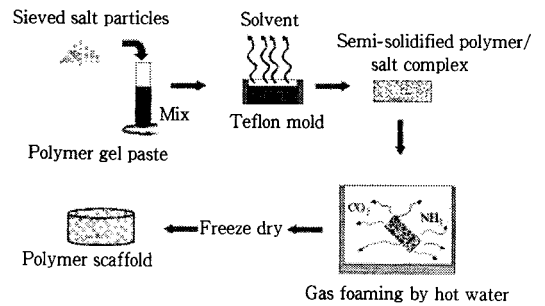 Sieved salt particles
Solvent
Semi-solidified polymer/
salt complex
Mix
Teflon mold
Polymer gel paste
CO₂
NH₃
Freeze dry
Polymer scaffold
Gas foaming by hot water